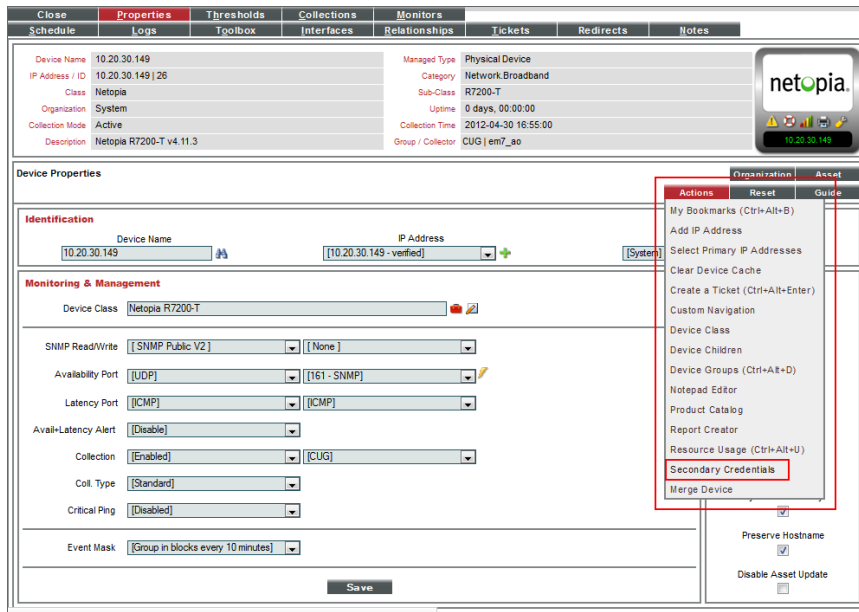 Close Properties Thresholds Collections Monitors
Schedule Logs Toolbox Interfaces Relationships Tickets Redirects Notes
Device Name 10.20.30.149 Managed Type Physical Device
IP Address / ID 10.20.30.149 | 26 Category Network.Broadband
Class Netopia Sub-Class R7200-T
Organization System Uptime 0 days, 00:00:00
Collection Mode Active Collection Time 2012-04-30 16:55:00
Description Netopia R7200-T v4.11.3 Group / Collector CUG | em7_ao
netopia.
10.20.30.149
Device Properties
Organization Asset
Actions Reset Guide
My Bookmarks (Ctrl+Alt+B)
Add IP Address
Select Primary IP Addresses
Clear Device Cache
Create a Ticket (Ctrl+Alt+Enter)
Custom Navigation
Device Class
Device Children
Device Groups (Ctrl+Alt+D)
Notepad Editor
Product Catalog
Report Creator
Resource Usage (Ctrl+Alt+U)
Secondary Credentials
Merge Device
Identification
Device Name IP Address
10.20.30.149 [10.20.30.149 - verified] [System]
Monitoring & Management
Device Class Netopia R7200-T
SNMP Read/Write [ SNMP Public V2 ] [ None ]
Availability Port [UDP] [161 - SNMP]
Latency Port [ICMP] [ICMP]
Avail+Latency Alert [Disable]
Collection [Enabled] [CUG]
Coll. Type [Standard]
Critical Ping [Disabled]
Event Mask [Group in blocks every 10 minutes]
Preserve Hostname
Disable Asset Update
Save